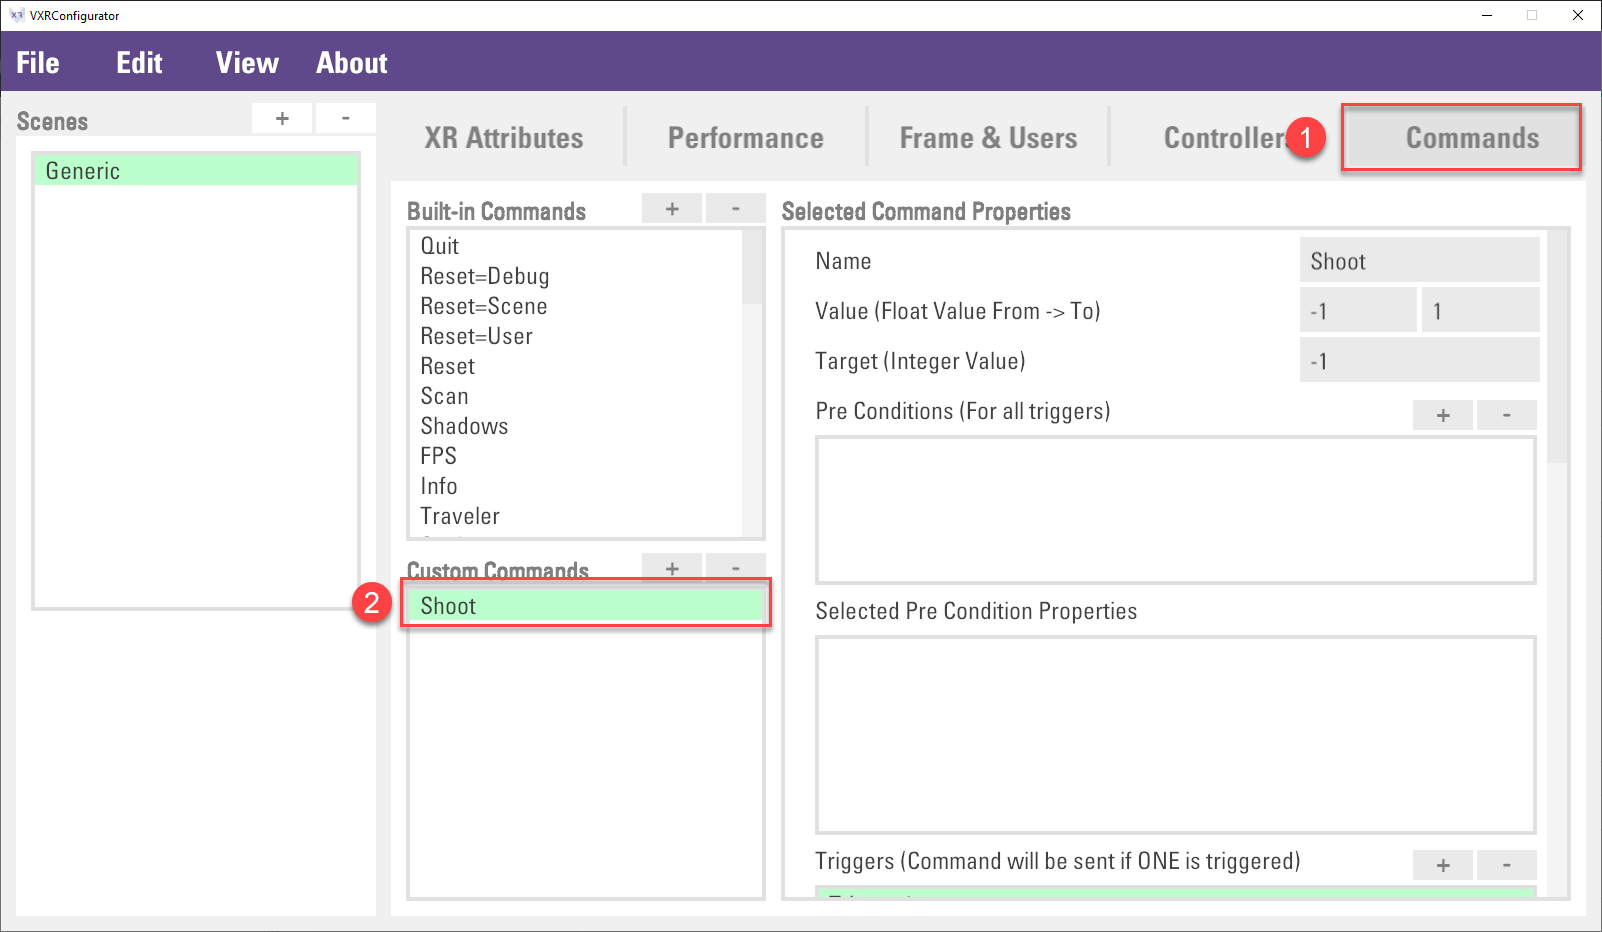 VXRConfigurator
File Edit View About
Scenes + -
Generic
XR Attributes Performance Frame & Users 1 Commands
Built-in Commands + -
Quit
Reset=Debug
Reset=Scene
Reset=User
Reset
Scan
Shadows
FPS
Info
Traveler
Custom Commands + -
2 Shoot
Selected Command Properties
Name Shoot
Value (Float Value From -> To) -1 1
Target (Integer Value) -1
Pre Conditions (For all triggers) + -
Selected Pre Condition Properties
Triggers (Command will be sent if ONE is triggered) + -